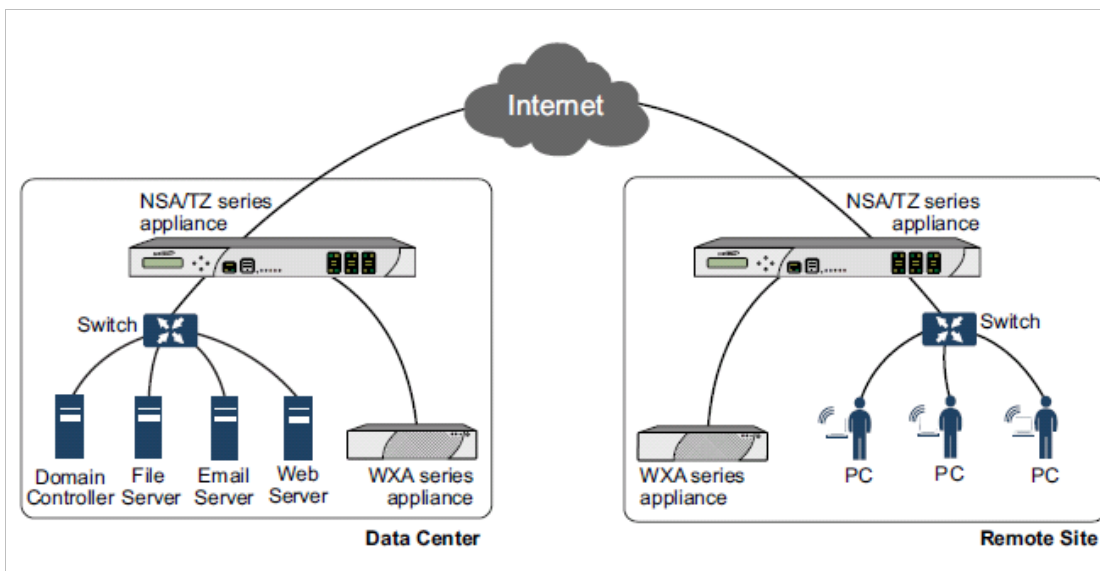 Internet
NSA/TZ series
appliance
Switch
Domain
Controller
File
Server
Email
Server
Web
Server
WXA series
appliance
Data Center
NSA/TZ series
appliance
Switch
WXA series
appliance
PC
PC
PC
Remote Site